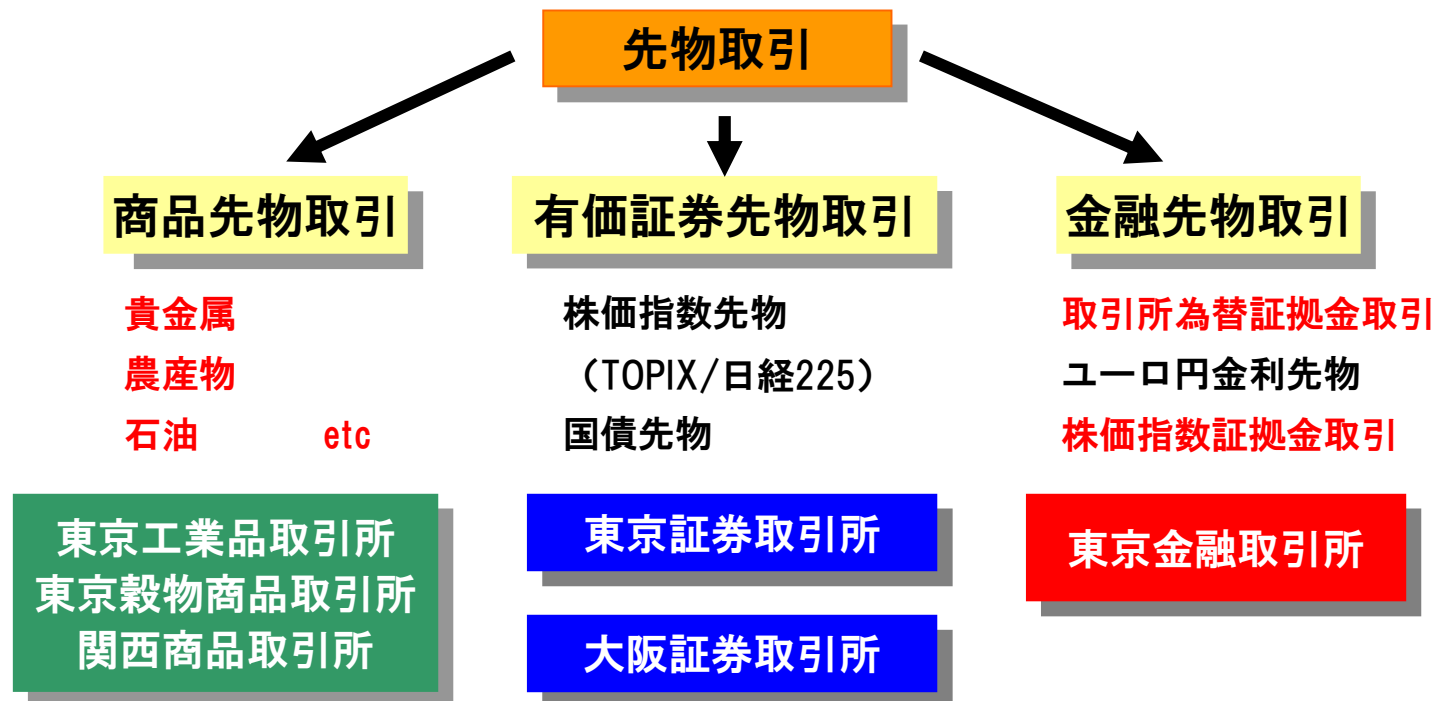 先物取引
商品先物取引
有価証券先物取引
金融先物取引
貴金属
農産物
石油 etc
株価指数先物
（TOPIX/日経225）
国債先物
取引所為替証拠金取引
ユーロ円金利先物
株価指数証拠金取引
東京工業品取引所
東京穀物商品取引所
関西商品取引所
東京証券取引所
大阪証券取引所
東京金融取引所